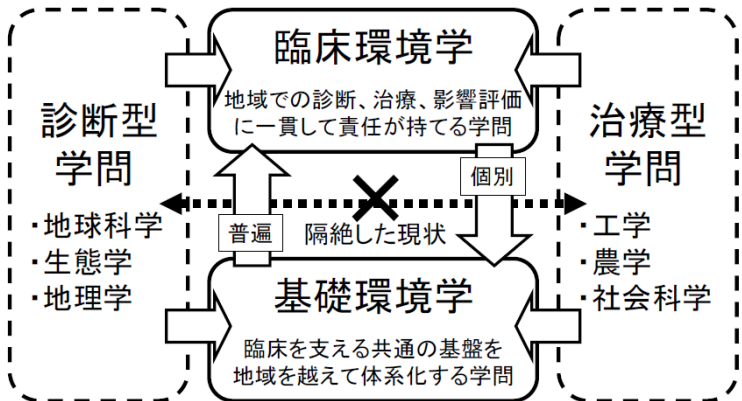 診断型
学問
・地球科学
・生態学
・地理学
臨床環境学
地域での診断、治療、影響評価
に一貫して責任が持てる学問
普遍
隔絶した現状
個別
基礎環境学
臨床を支える共通の基盤を
地域を越えて体系化する学問
治療型
学問
・工学
・農学
・社会科学